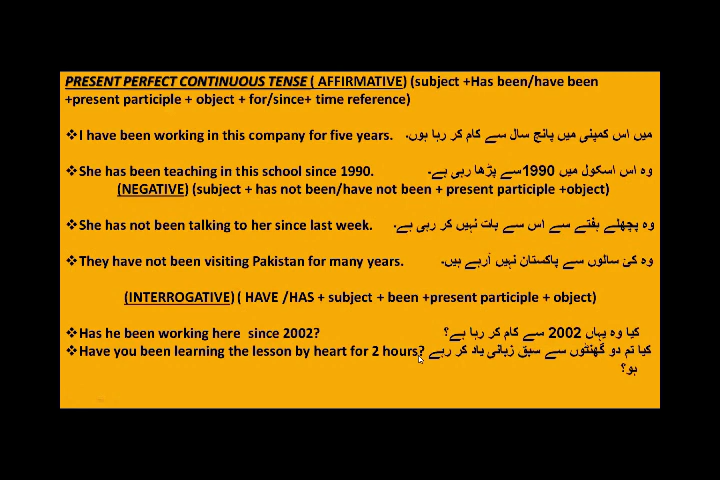 PRESENT PERFECT CONTINUOUS TENSE ( AFFIRMATIVE) (subject +Has been/have been
+present participle + object + for/since+ time reference)
❖I have been working in this company for five years. میں اس کمپنی میں پانچ سال سے کام کر رہا ہوں.
❖She has been teaching in this school since 1990. وہ اس اسکول میں 1990سے پڑھا رہی ہے۔
(NEGATIVE) (subject + has not been/have not been + present participle +object)
❖She has not been talking to her since last week. وہ پچھلے ہفتے سے اس سے بات نہیں کر رہی ہے.
❖They have not been visiting Pakistan for many years. وہ کئ سالوں سے پاکستان نہیں آرہے ہیں.
(INTERROGATIVE) ( HAVE /HAS + subject + been +present participle + object)
❖Has he been working here since 2002? کیا وہ یہاں 2002 سے کام کر رہا ہے؟
❖Have you been learning the lesson by heart for 2 hours? کیا تم دو گھنٹوں سے سبق زبانی یاد کر رہے
ہو؟